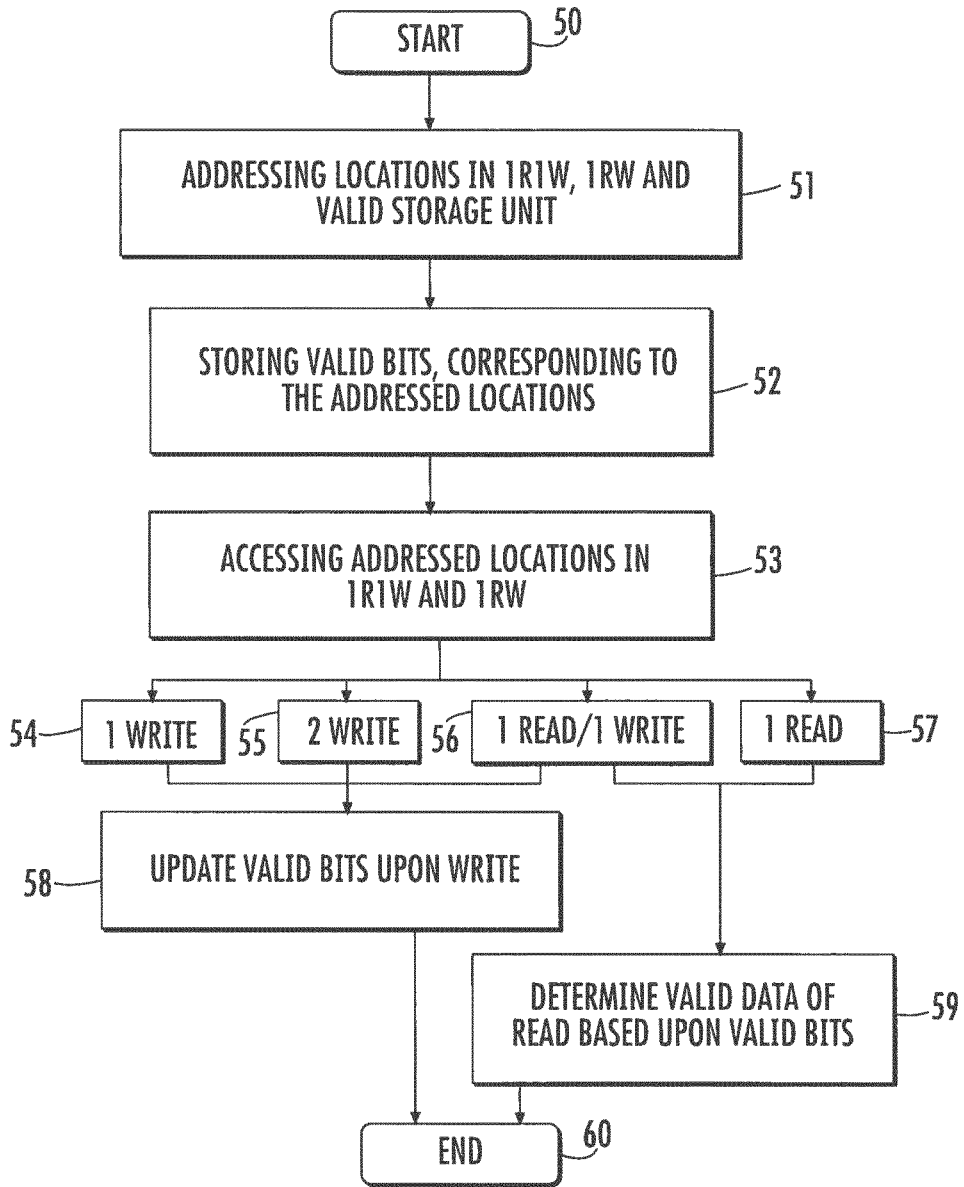 START
50
ADDRESSING LOCATIONS IN 1R1W, 1RW AND
VALID STORAGE UNIT
51
STORING VALID BITS, CORRESPONDING TO
THE ADDRESSED LOCATIONS
52
ACCESSING ADDRESSED LOCATIONS IN
1R1W AND 1RW
53
54
1 WRITE
55
2 WRITE
56
1 READ/1 WRITE
1 READ
57
UPDATE VALID BITS UPON WRITE
58
DETERMINE VALID DATA OF
READ BASED UPON VALID BITS
59
END
60